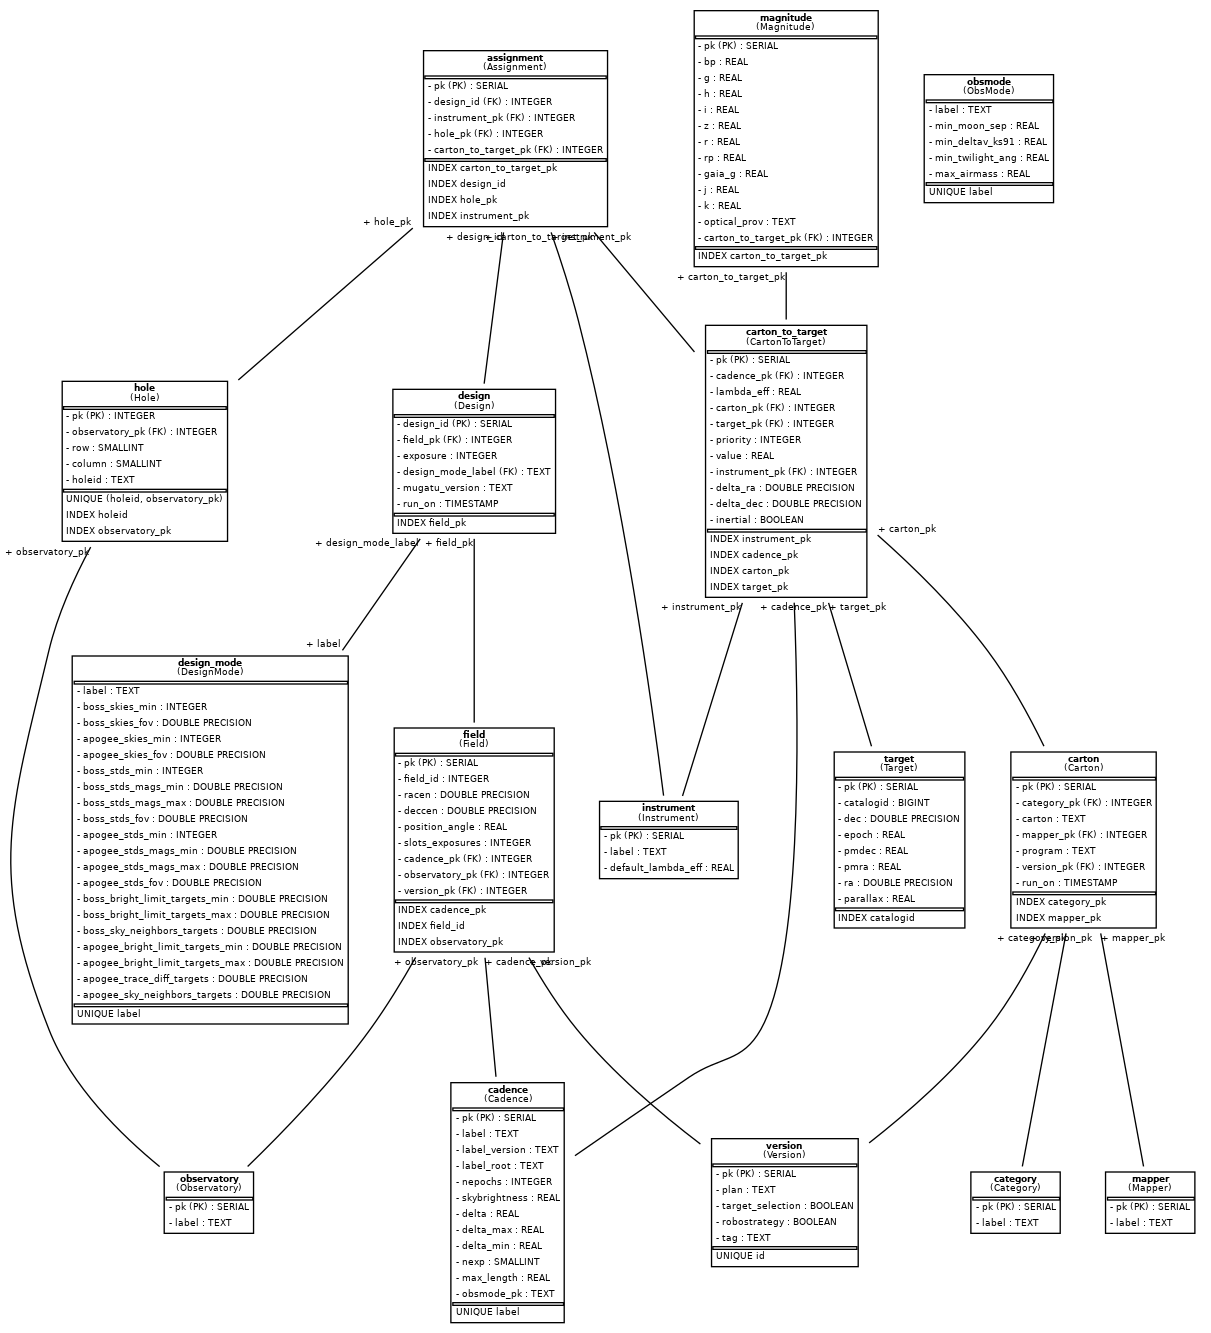 magnitude
(Magnitude)
- pk (PK) : SERIAL
- bp : REAL
- g : REAL
- h : REAL
- i : REAL
- z : REAL
- r : REAL
- rp : REAL
- gaia_g : REAL
- j : REAL
- k : REAL
- optical_prov : TEXT
- carton_to_target_pk (FK) : INTEGER
INDEX carton_to_target_pk
+ carton_to_target_pk
assignment
(Assignment)
- pk (PK) : SERIAL
- design_id (FK) : INTEGER
- instrument_pk (FK) : INTEGER
- hole_pk (FK) : INTEGER
- carton_to_target_pk (FK) : INTEGER
INDEX carton_to_target_pk
INDEX design_id
INDEX hole_pk
INDEX instrument_pk
+ hole_pk
+ design_id
+ carton_to_target_pk
+ instrument_pk
obsmode
(ObsMode)
- label : TEXT
- min_moon_sep : REAL
- min_deltav_ks91 : REAL
- min_twilight_ang : REAL
- max_airmass : REAL
UNIQUE label
carton_to_target
(CartonToTarget)
- pk (PK) : SERIAL
- cadence_pk (FK) : INTEGER
- lambda_eff : REAL
- carton_pk (FK) : INTEGER
- target_pk (FK) : INTEGER
- priority : INTEGER
- value : REAL
- instrument_pk (FK) : INTEGER
- delta_ra : DOUBLE PRECISION
- delta_dec : DOUBLE PRECISION
- inertial : BOOLEAN
INDEX instrument_pk
INDEX cadence_pk
INDEX carton_pk
INDEX target_pk
+ carton_pk
+ instrument_pk
+ cadence_pk
+ target_pk
hole
(Hole)
- pk (PK) : INTEGER
- observatory_pk (FK) : INTEGER
- row : SMALLINT
- column : SMALLINT
- holeid : TEXT
UNIQUE (holeid, observatory_pk)
INDEX holeid
INDEX observatory_pk
+ observatory_pk
design
(Design)
- design_id (PK) : SERIAL
- field_pk (FK) : INTEGER
- exposure : INTEGER
- design_mode_label (FK) : TEXT
- mugatu_version : TEXT
- run_on : TIMESTAMP
INDEX field_pk
+ design_mode_label
+ field_pk
+ label
design_mode
(DesignMode)
- label : TEXT
- boss_skies_min : INTEGER
- boss_skies_fov : DOUBLE PRECISION
- apogee_skies_min : INTEGER
- apogee_skies_fov : DOUBLE PRECISION
- boss_stds_min : INTEGER
- boss_stds_mags_min : DOUBLE PRECISION
- boss_stds_mags_max : DOUBLE PRECISION
- boss_stds_fov : DOUBLE PRECISION
- apogee_stds_min : INTEGER
- apogee_stds_mags_min : DOUBLE PRECISION
- apogee_stds_mags_max : DOUBLE PRECISION
- apogee_stds_fov : DOUBLE PRECISION
- boss_bright_limit_targets_min : DOUBLE PRECISION
- boss_bright_limit_targets_max : DOUBLE PRECISION
- boss_sky_neighbors_targets : DOUBLE PRECISION
- apogee_bright_limit_targets_min : DOUBLE PRECISION
- apogee_bright_limit_targets_max : DOUBLE PRECISION
- apogee_trace_diff_targets : DOUBLE PRECISION
- apogee_sky_neighbors_targets : DOUBLE PRECISION
UNIQUE label
field
(Field)
- pk (PK) : SERIAL
- field_id : INTEGER
- racen : DOUBLE PRECISION
- deccen : DOUBLE PRECISION
- position_angle : REAL
- slots_exposures : INTEGER
- cadence_pk (FK) : INTEGER
- observatory_pk (FK) : INTEGER
- version_pk (FK) : INTEGER
INDEX cadence_pk
INDEX field_id
INDEX observatory_pk
+ observatory_pk
+ cadence_pk
+ version_pk
instrument
(Instrument)
- pk (PK) : SERIAL
- label : TEXT
- default_lambda_eff : REAL
target
(Target)
- pk (PK) : SERIAL
- catalogid : BIGINT
- dec : DOUBLE PRECISION
- epoch : REAL
- pmdec : REAL
- pmra : REAL
- ra : DOUBLE PRECISION
- parallax : REAL
INDEX catalogid
carton
(Carton)
- pk (PK) : SERIAL
- category_pk (FK) : INTEGER
- carton : TEXT
- mapper_pk (FK) : INTEGER
- program : TEXT
- version_pk (FK) : INTEGER
- run_on : TIMESTAMP
INDEX category_pk
INDEX mapper_pk
+ category_pk
+ version_pk
+ mapper_pk
observatory
(Observatory)
- pk (PK) : SERIAL
- label : TEXT
cadence
(Cadence)
- pk (PK) : SERIAL
- label : TEXT
- label_version : TEXT
- label_root : TEXT
- nepochs : INTEGER
- skybrightness : REAL
- delta : REAL
- delta_max : REAL
- delta_min : REAL
- nexp : SMALLINT
- max_length : REAL
- obsmode_pk : TEXT
UNIQUE label
version
(Version)
- pk (PK) : SERIAL
- plan : TEXT
- target_selection : BOOLEAN
- robostrategy : BOOLEAN
- tag : TEXT
UNIQUE id
category
(Category)
- pk (PK) : SERIAL
- label : TEXT
mapper
(Mapper)
- pk (PK) : SERIAL
- label : TEXT